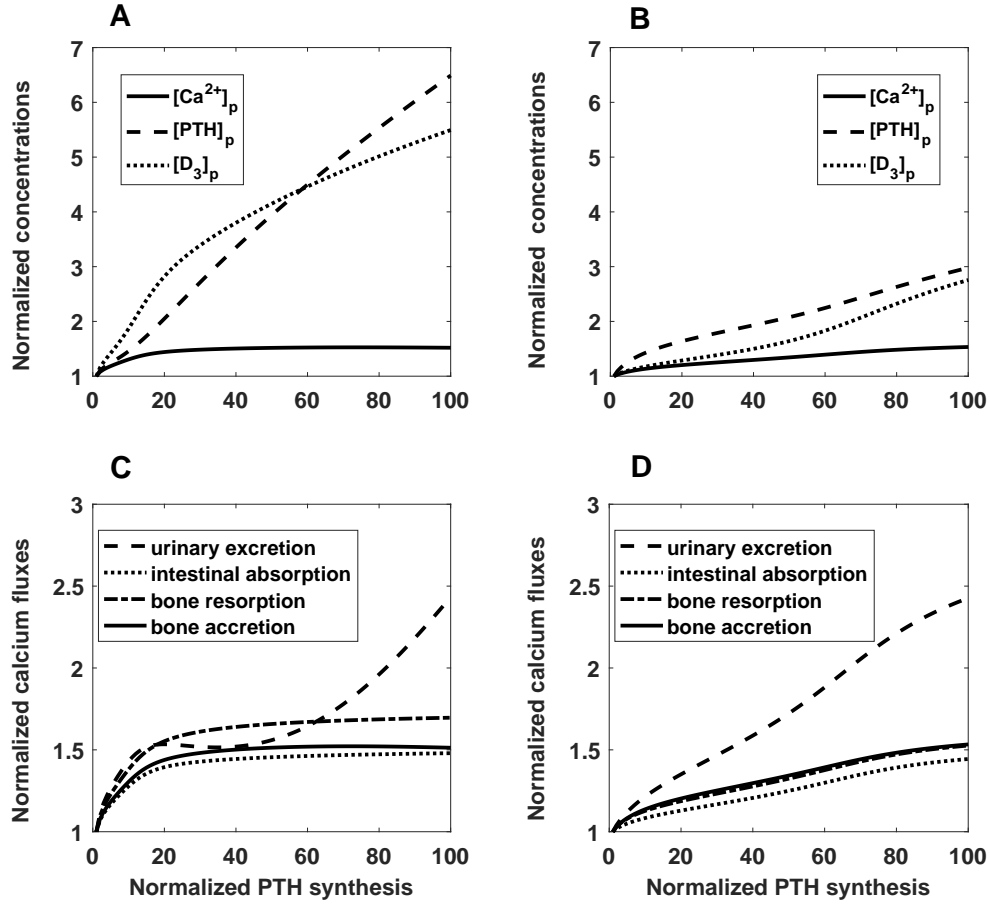 A
Normalized concentrations
7
6
5
4
3
2
1
[Ca2+]p
[PTH]p
[D3]p
0 20 40 60 80 100
B
Normalized concentrations
7
6
5
4
3
2
1
[Ca2+]p
[PTH]p
[D3]p
0 20 40 60 80 100
C
Normalized calcium fluxes
3
2.5
2
1.5
1
urinary excretion
intestinal absorption
bone resorption
bone accretion
0 20 40 60 80 100
Normalized PTH synthesis
D
Normalized calcium fluxes
3
2.5
2
1.5
1
urinary excretion
intestinal absorption
bone resorption
bone accretion
0 20 40 60 80 100
Normalized PTH synthesis